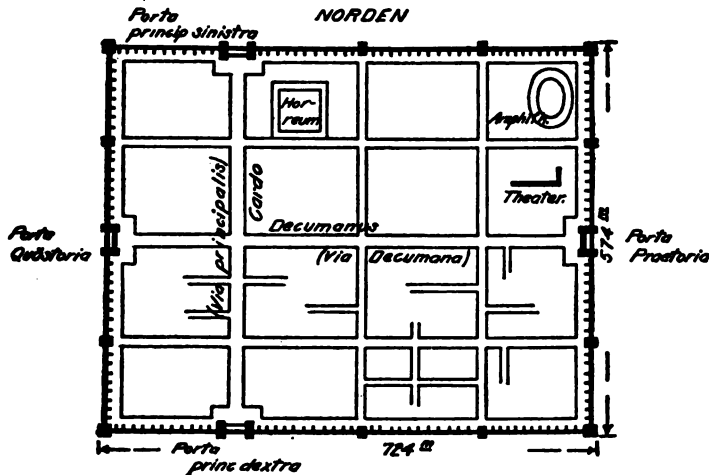 Porta
princip sinistra
NORDEN
Hor-
reum
Amphith.
Theater.
(Via principalis)
Cardo
Decumanus
(Via Decumana)
Porta
Quästoria
Porta
Praetoria
574 m
724 m
Porta
princ dextra